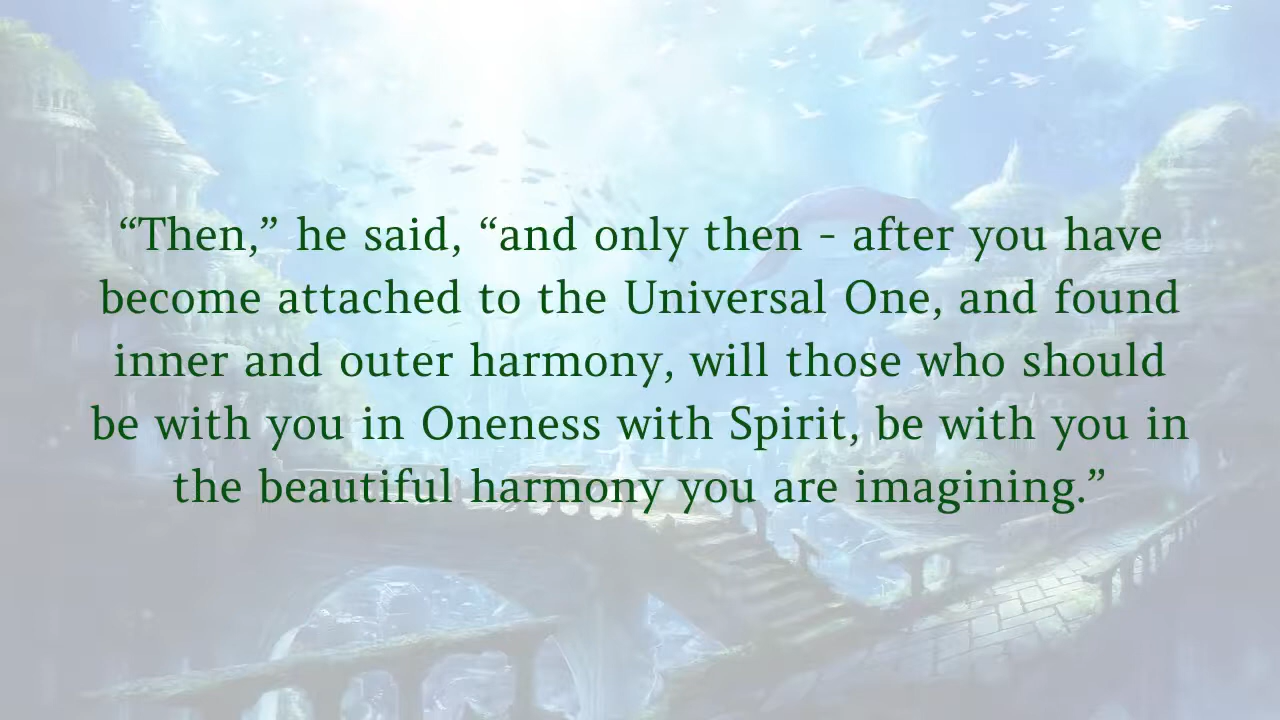 “Then,” he said, “and only then - after you have
become attached to the Universal One, and found
inner and outer harmony, will those who should
be with you in Oneness with Spirit, be with you in
the beautiful harmony you are imagining.”